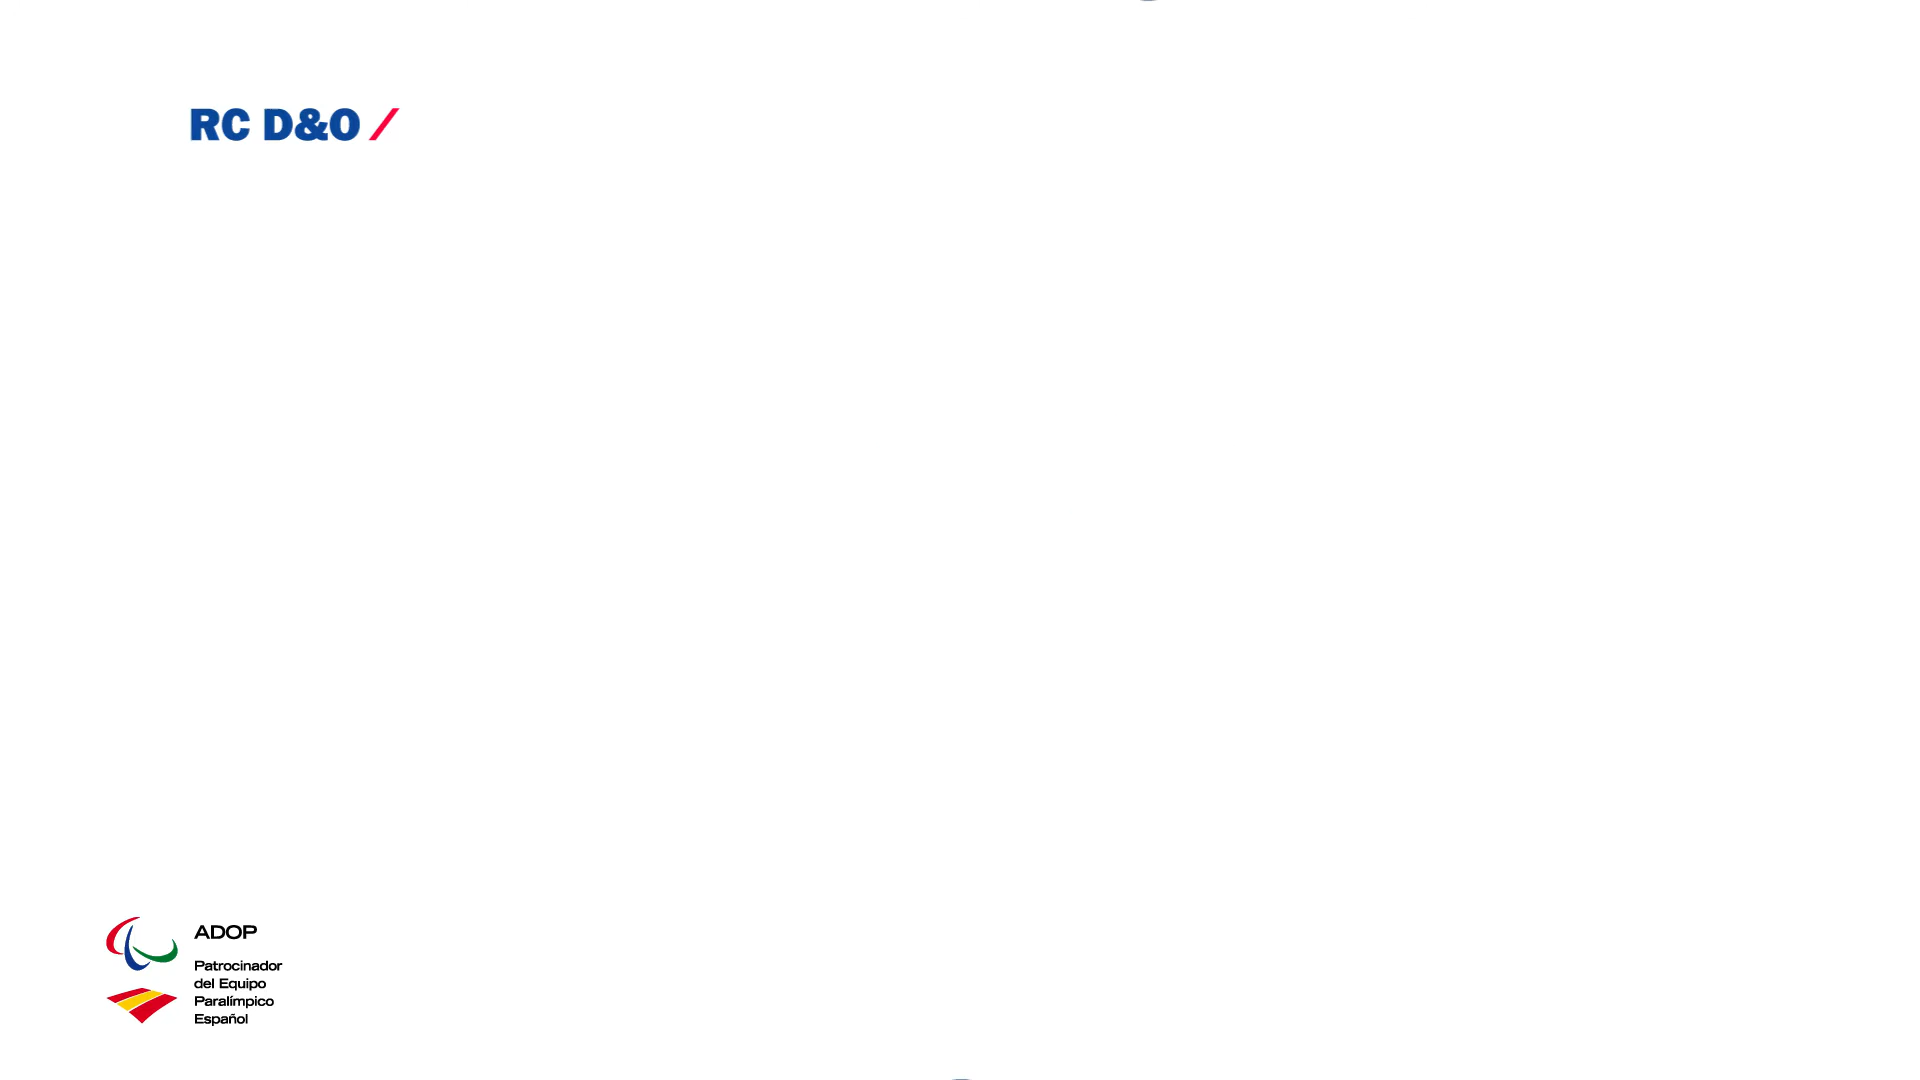 RC D&O /
ADOP
Patrocinador
del Equipo
Paralímpico
Español